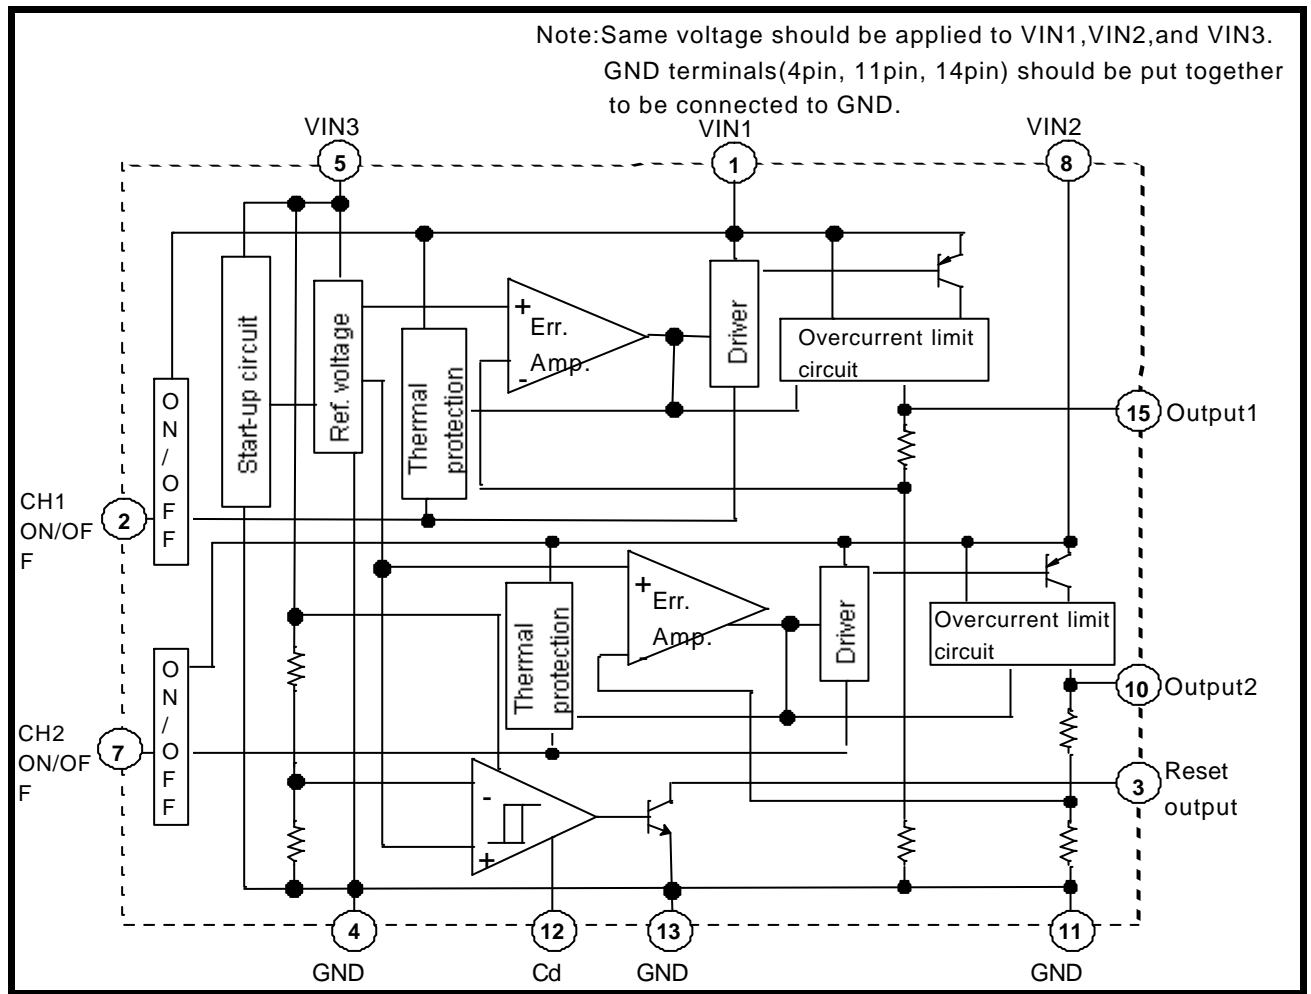 Note:Same voltage should be applied to VIN1,VIN2,and VIN3.
GND terminals(4pin, 11pin, 14pin) should be put together
to be connected to GND.
VIN3
VIN1
VIN2
5
1
8
Start-up circuit
Ref. voltage
Thermal
protection
+
Err.
Amp.
-
Driver
Overcurrent limit
circuit
O
N
/
O
F
F
15
Output1
CH1
ON/OF
F
2
Thermal
protection
+
Err.
Amp.
-
Driver
Overcurrent limit
circuit
O
N
/
O
F
F
10
Output2
CH2
ON/OF
F
7
-
+
3
Reset
output
4
12
13
11
GND
Cd
GND
GND